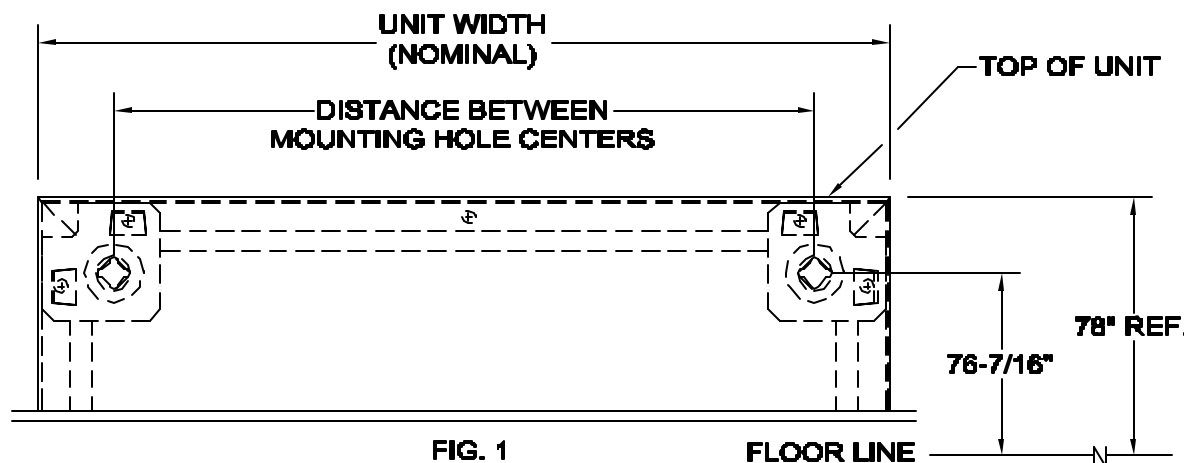 UNIT WIDTH
(NOMINAL)
TOP OF UNIT
DISTANCE BETWEEN
MOUNTING HOLE CENTERS
78" REF.
76-7/16"
FIG. 1
FLOOR LINE